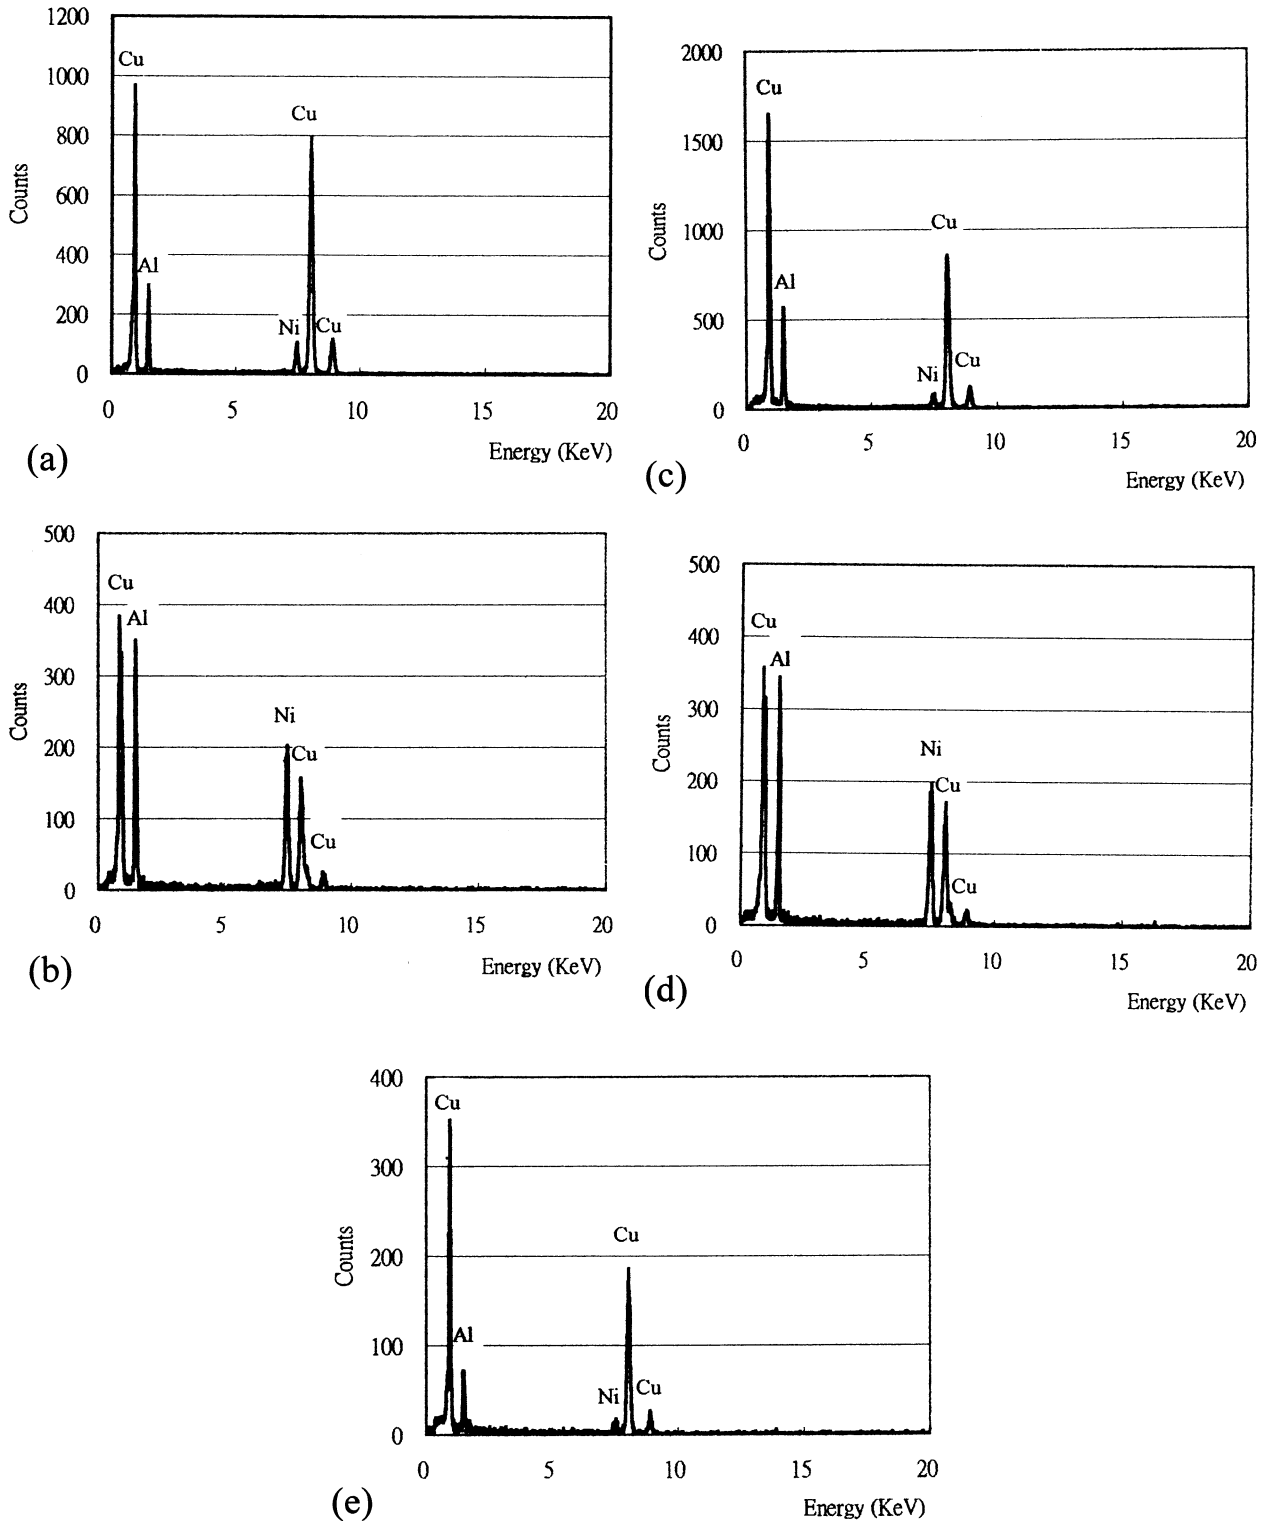 1200
1000
800
600
400
200
0
Counts
Cu
Al
Cu
Ni
Cu
0 5 10 15 20
Energy (KeV)
(a)
2000
1500
1000
500
0
Counts
Cu
Al
Cu
Ni
Cu
0 5 10 15 20
Energy (KeV)
(c)
500
400
300
200
100
0
Counts
Cu
Al
Ni
Cu
Cu
0 5 10 15 20
Energy (KeV)
(b)
500
400
300
200
100
0
Counts
Cu
Al
Ni
Cu
Cu
0 5 10 15 20
Energy (KeV)
(d)
400
300
200
100
0
Counts
Cu
Al
Cu
Ni
Cu
0 5 10 15 20
Energy (KeV)
(e)